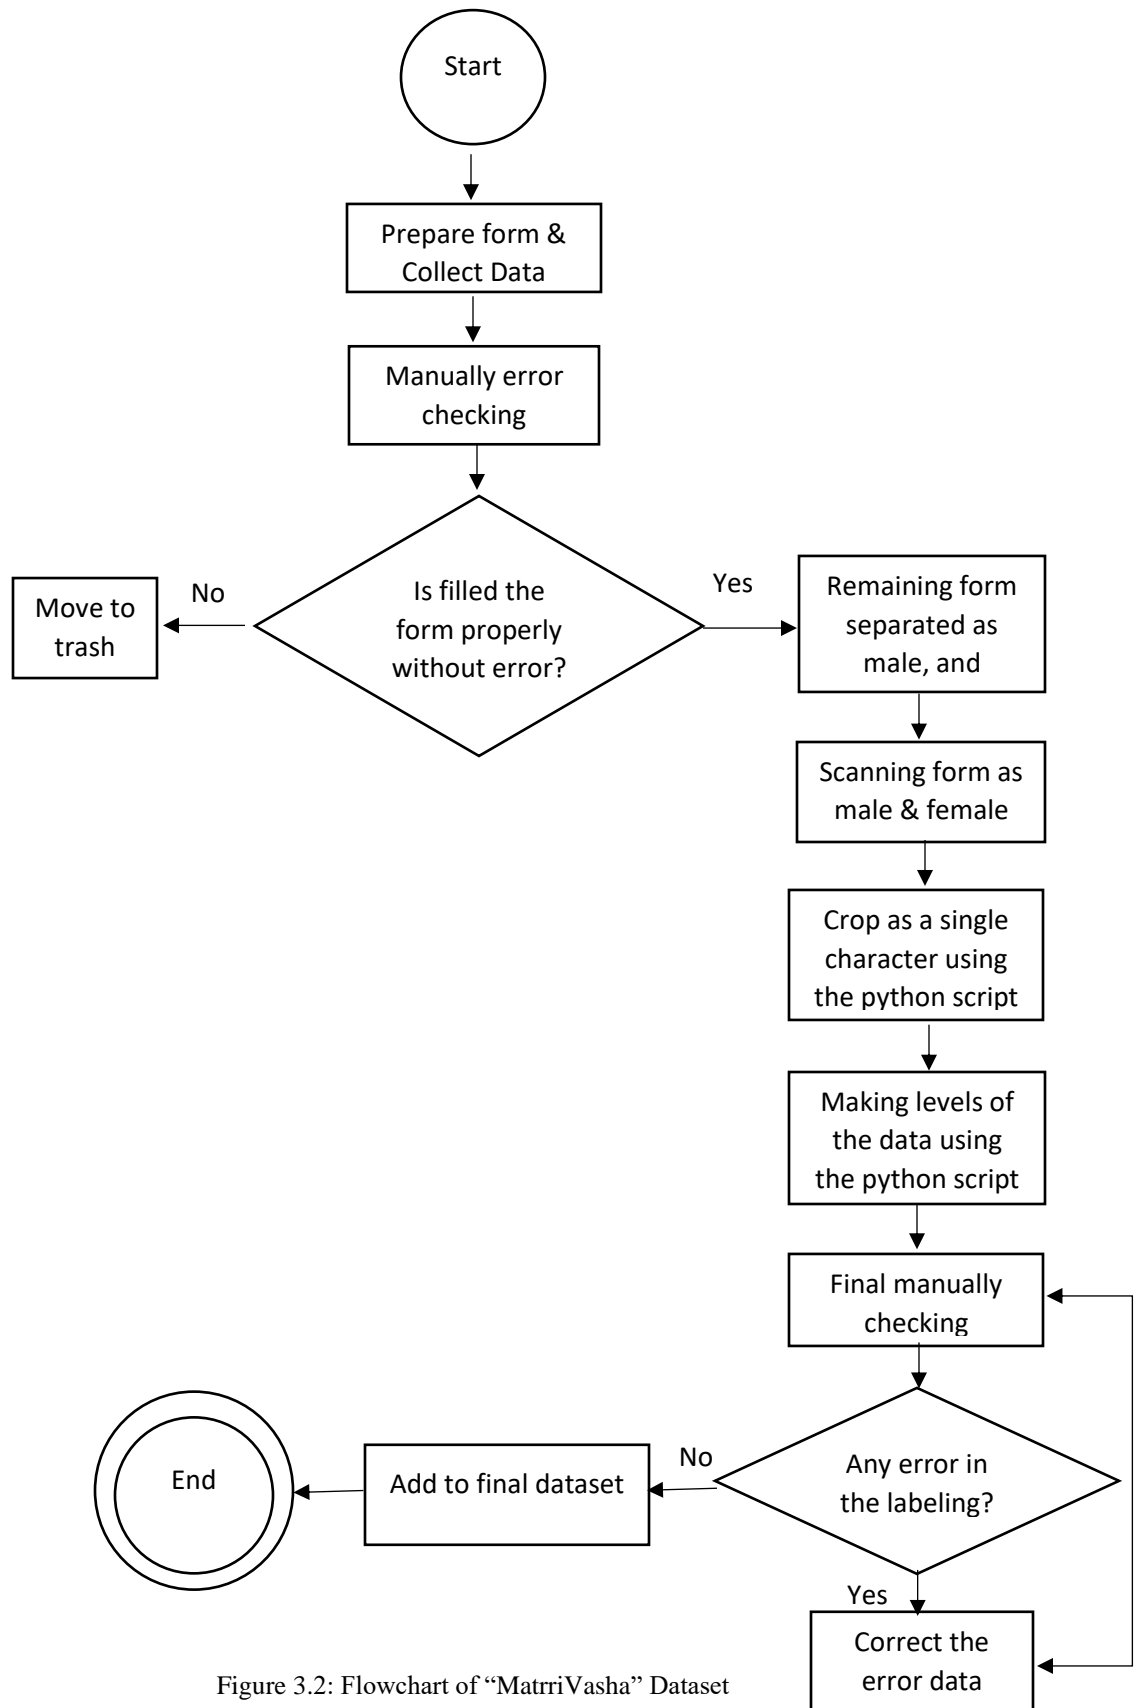 Start
Prepare form &
Collect Data
Manually error
checking
Is filled the
form properly
without error?
No
Move to
trash
Yes
Remaining form
separated as
male, and
Scanning form as
male & female
Crop as a single
character using
the python script
Making levels of
the data using
the python script
Final manually
checking
Any error in
the labeling?
No
Add to final dataset
End
Yes
Correct the
error data
Figure 3.2: Flowchart of “MatrriVasha” Dataset